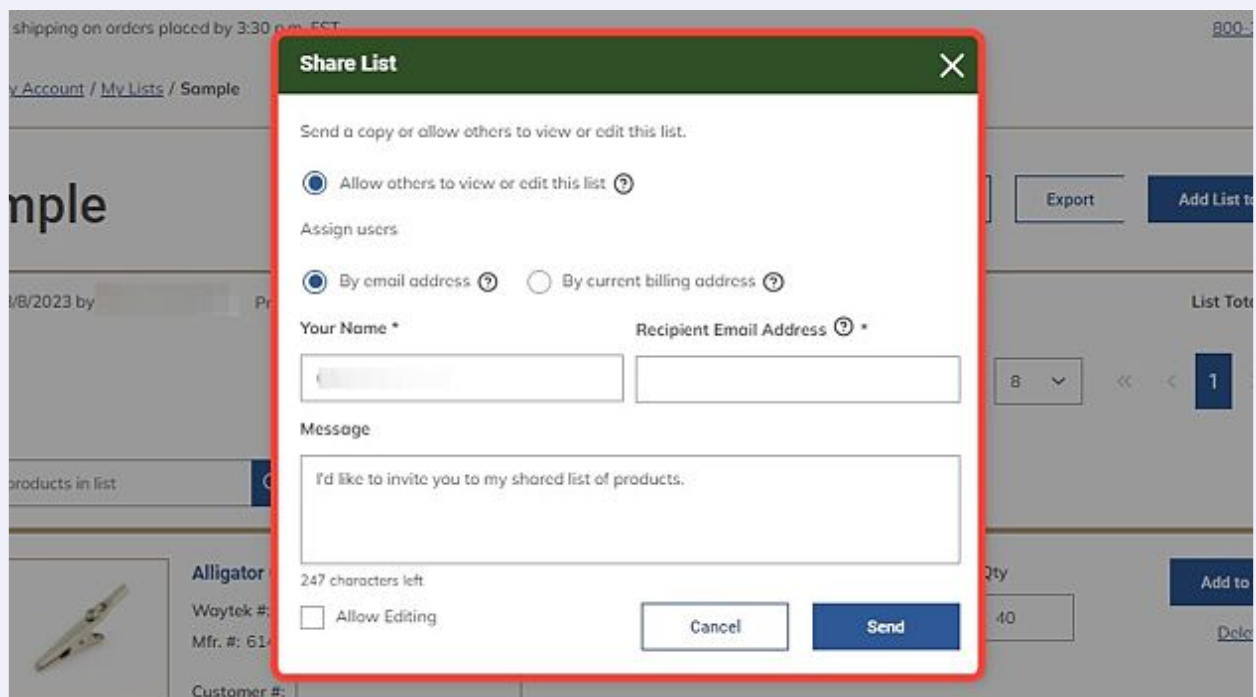 shipping on orders placed by 3:30 p.m. EST
800-
y Account / My Lists / Sample
Share List
Send a copy or allow others to view or edit this list.
Allow others to view or edit this list
mple
Export
Add List to
Assign users
By email address
By current billing address
/8/2023 by
Pr
List Tot
Your Name *
Recipient Email Address *
8
1
Message
I'd like to invite you to my shared list of products.
products in list
247 characters left
Allow Editing
Cancel
Send
Alligator
Waytek #:
Mfr. #: 614
Customer #:
Qty
40
Add to
Dele